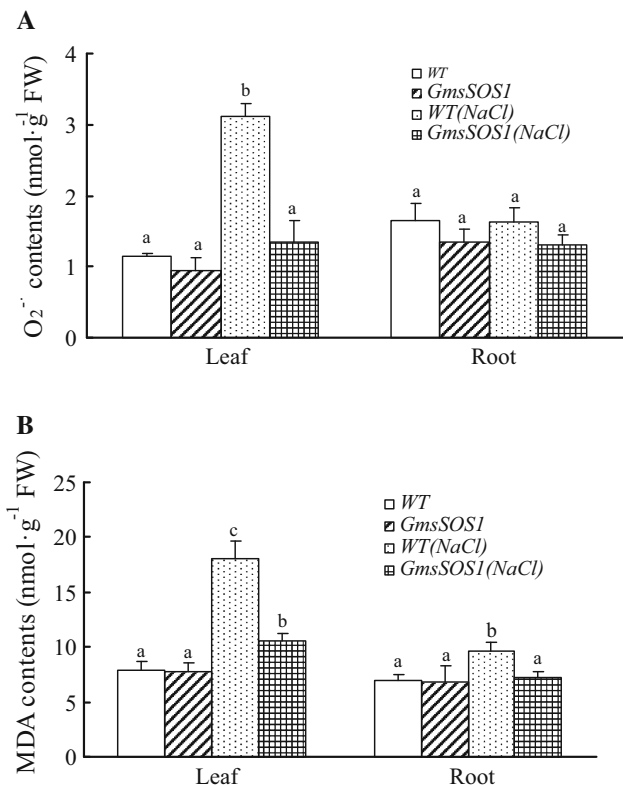 A
O2⁻· contents (nmol·g⁻¹ FW)
4
3
2
1
0
WT
GmsSOS1
WT(NaCl)
GmsSOS1(NaCl)
a
a
b
a
a
a
a
a
Leaf
Root
B
MDA contents (nmol·g⁻¹ FW)
25
20
15
10
5
0
WT
GmsSOS1
WT(NaCl)
GmsSOS1(NaCl)
a
a
c
b
a
a
b
a
Leaf
Root